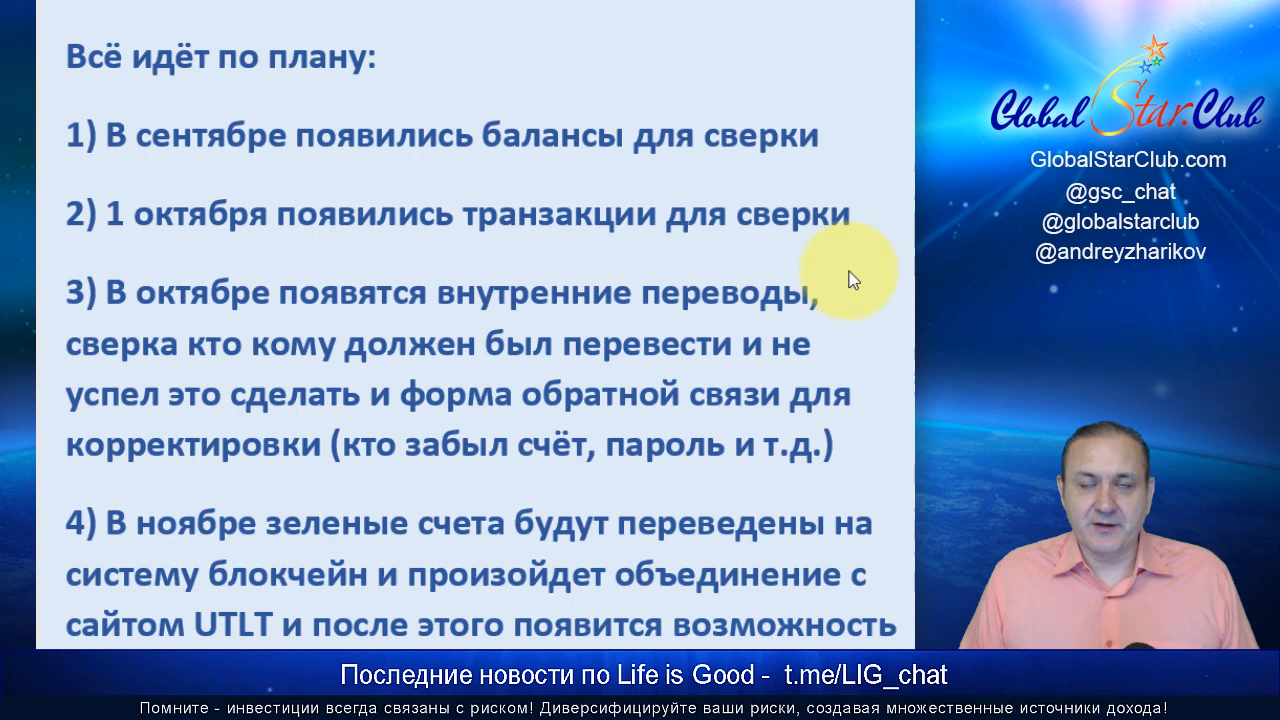 Всё идёт по плану:
1) В сентябре появились балансы для сверки
2) 1 октября появились транзакции для сверки
3) В октябре появятся внутренние переводы,
сверка кто кому должен был перевести и не
успел это сделать и форма обратной связи для
корректировки (кто забыл счёт, пароль и т.д.)
4) В ноябре зеленые счета будут переведены на
систему блокчейн и произойдет объединение с
сайтом UTLT и после этого появится возможность
Global Star.Club
GlobalStarClub.com
@gsc_chat
@globalstarclub
@andreyzharikov
Последние новости по Life is Good - t.me/LIG_chat
Помните - инвестиции всегда связаны с риском! Диверсифицируйте ваши риски, создавая множественные источники дохода!